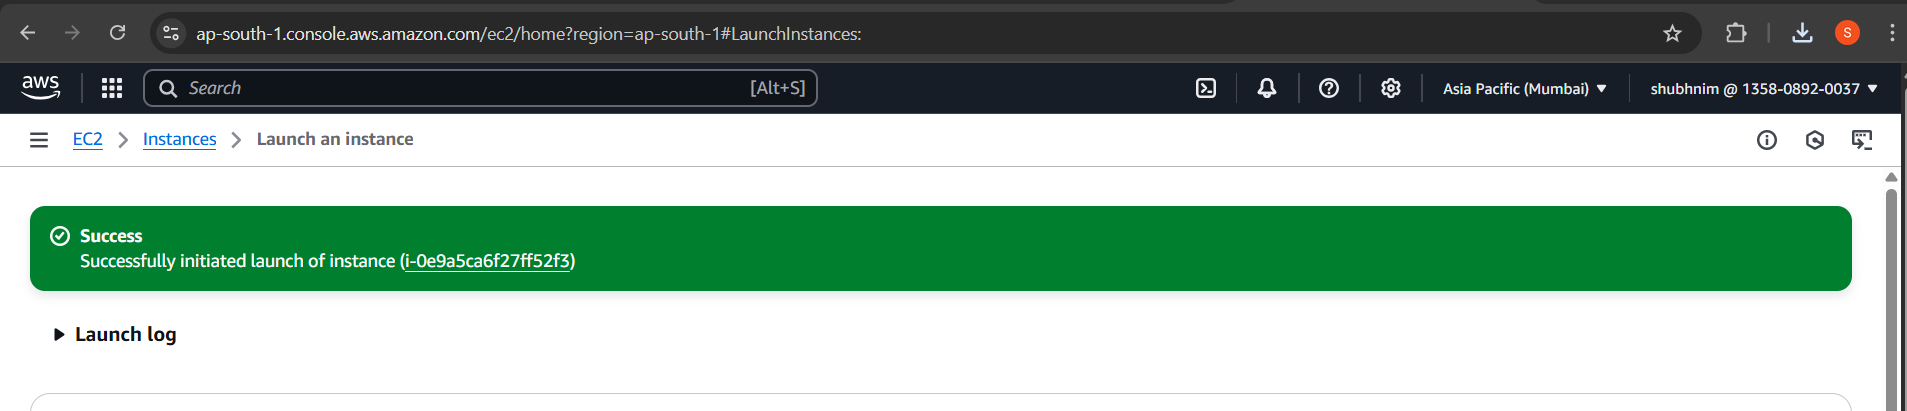 ap-south-1.console.aws.amazon.com/ec2/home?region=ap-south-1#LaunchInstances:
S
aws
Search
[Alt+S]
Asia Pacific (Mumbai)
shubhnim @ 1358-0892-0037
EC2
Instances
Launch an instance
Success
Successfully initiated launch of instance (i-0e9a5ca6f27ff52f3)
Launch log